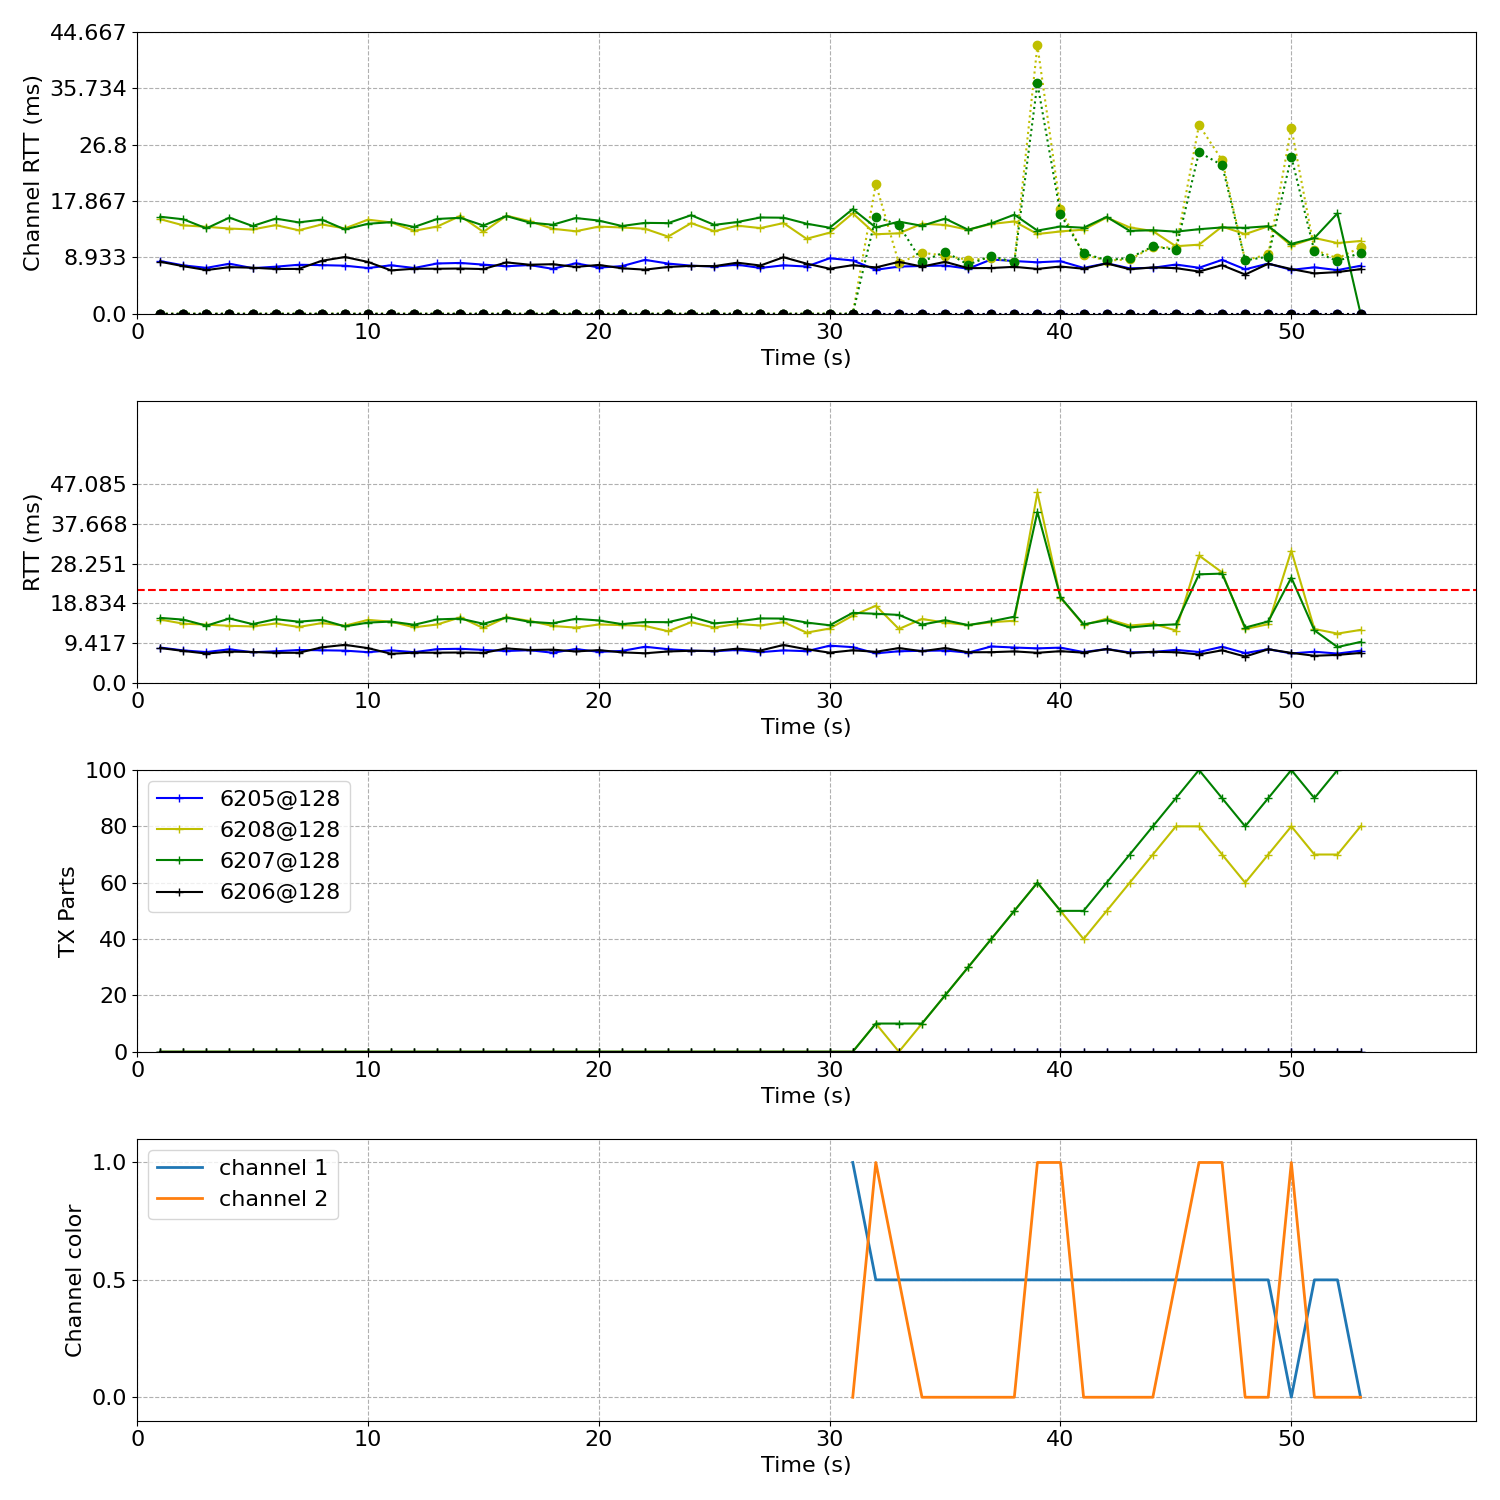 44.667
35.734
26.8
17.867
8.933
0.0
Channel RTT (ms)
0 10 20 30 40 50
Time (s)
47.085
37.668
28.251
18.834
9.417
0.0
RTT (ms)
0 10 20 30 40 50
Time (s)
100
80
60
40
20
0
TX Parts
6205@128
6208@128
6207@128
6206@128
0 10 20 30 40 50
Time (s)
1.0
0.5
0.0
Channel color
channel 1
channel 2
0 10 20 30 40 50
Time (s)